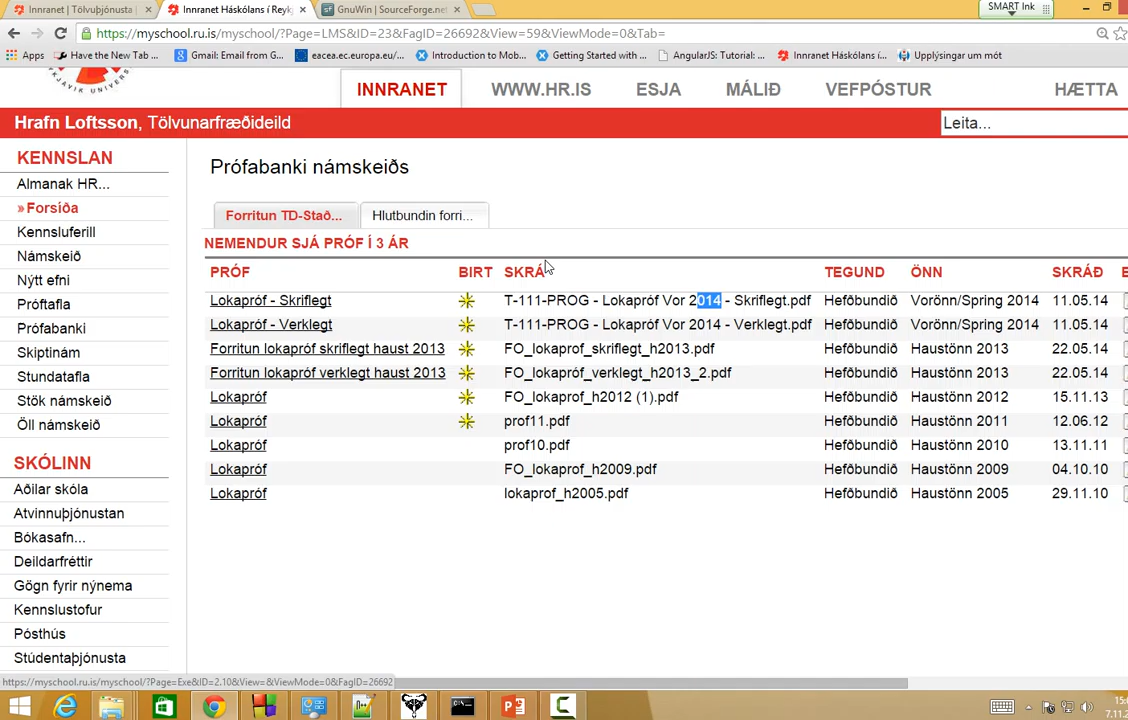 Innranet | Tölvuþjónusta
Innranet Háskólans í Reyk
GnuWin | SourceForge.net
SMART Ink
https://myschool.ru.is/myschool/?Page=LMS&ID=23&FagID=26692&View=59&ViewMode=0&Tab=
Apps
Have the New Tab ...
Gmail: Email from G...
eacea.ec.europa.eu/...
Introduction to Mob...
Getting Started with ...
AngularJS: Tutorial: ...
Innranet Háskólans í...
Upplýsingar um mót
INNRANET
WWW.HR.IS
ESJA
MÁLIÐ
VEFPÓSTUR
HÆTTA
Hrafn Loftsson, Tölvunarfræðideild
Leita...
KENNSLAN
Almanak HR...
» Forsíða
Kennsluferill
Námskeið
Nýtt efni
Próftafla
Prófabanki
Skiptinám
Stundatafla
Stök námskeið
Öll námskeið
SKÓLINN
Aðilar skóla
Atvinnuþjónustan
Bókasafn...
Deildarfréttir
Gögn fyrir nýnema
Kennslustofur
Pósthús
Stúdentaþjónusta
Prófabanki námskeiðs
Forritun TD-Stað...
Hlutbundin forri...
NEMENDUR SJÁ PRÓF Í 3 ÁR
PRÓF BIRT SKRÁ TEGUND ÖNN SKRÁÐ
Lokapróf - Skriflegt T-111-PROG - Lokapróf Vor 2014 - Skriflegt.pdf Hefðbundið Vorönn/Spring 2014 11.05.14
Lokapróf - Verklegt T-111-PROG - Lokapróf Vor 2014 - Verklegt.pdf Hefðbundið Vorönn/Spring 2014 11.05.14
Forritun lokapróf skriflegt haust 2013 FO_lokaprof_skriflegt_h2013.pdf Hefðbundið Haustönn 2013 22.05.14
Forritun lokapróf verklegt haust 2013 FO_lokapróf_verklegt_h2013_2.pdf Hefðbundið Haustönn 2013 22.05.14
Lokapróf FO_lokaprof_h2012 (1).pdf Hefðbundið Haustönn 2012 15.11.13
Lokapróf prof11.pdf Hefðbundið Haustönn 2011 12.06.12
Lokapróf prof10.pdf Hefðbundið Haustönn 2010 13.11.11
Lokapróf FO_lokaprof_h2009.pdf Hefðbundið Haustönn 2009 04.10.10
Lokapróf lokaprof_h2005.pdf Hefðbundið Haustönn 2005 29.11.10
https://myschool.ru.is/myschool/?Page=Exe&ID=2.10&View=&ViewMode=0&FagID=26692